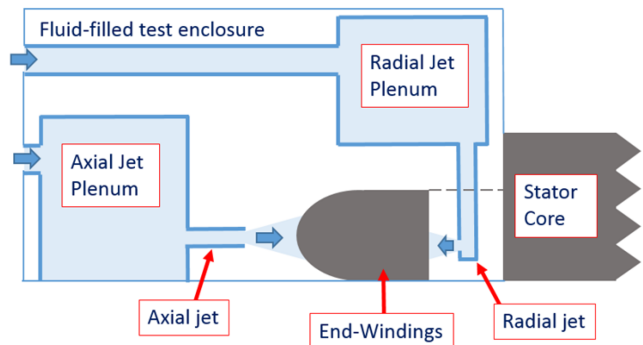 Fluid-filled test enclosure
Radial Jet
Plenum
Axial Jet
Plenum
Stator
Core
Axial jet
End-Windings
Radial jet